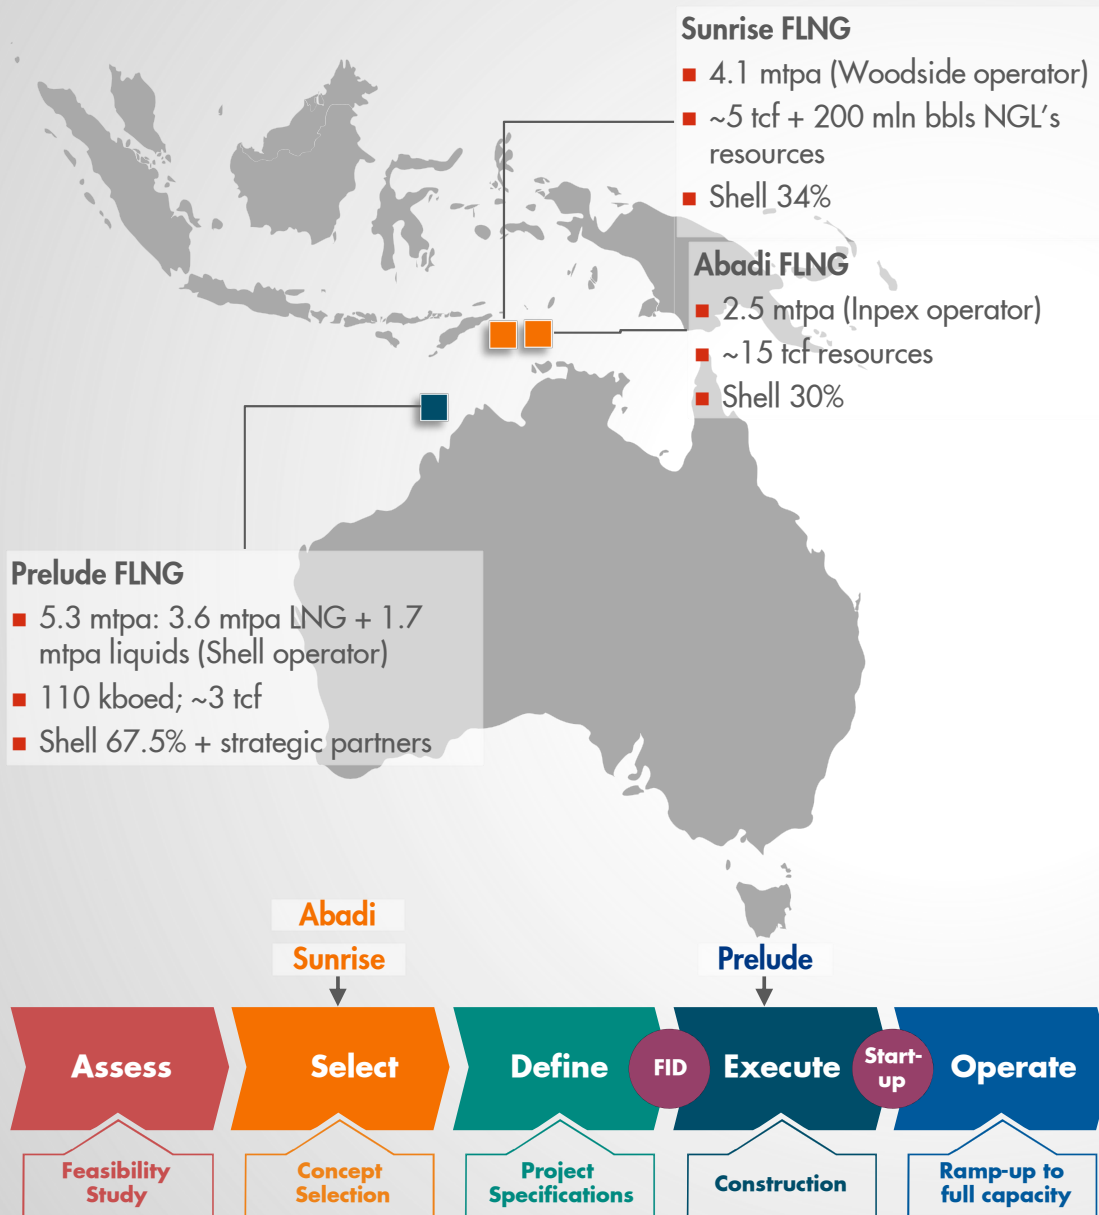 Sunrise FLNG
4.1 mtpa (Woodside operator)
~5 tcf + 200 mln bbls NGL's
resources
Shell 34%
Abadi FLNG
2.5 mtpa (Inpex operator)
~15 tcf resources
Shell 30%
Prelude FLNG
5.3 mtpa: 3.6 mtpa LNG + 1.7
mtpa liquids (Shell operator)
110 kboed; ~3 tcf
Shell 67.5% + strategic partners
Abadi
Sunrise
Prelude
Assess
Select
Define
FID
Execute
Start-
up
Operate
Feasibility
Study
Concept
Selection
Project
Specifications
Construction
Ramp-up to
full capacity